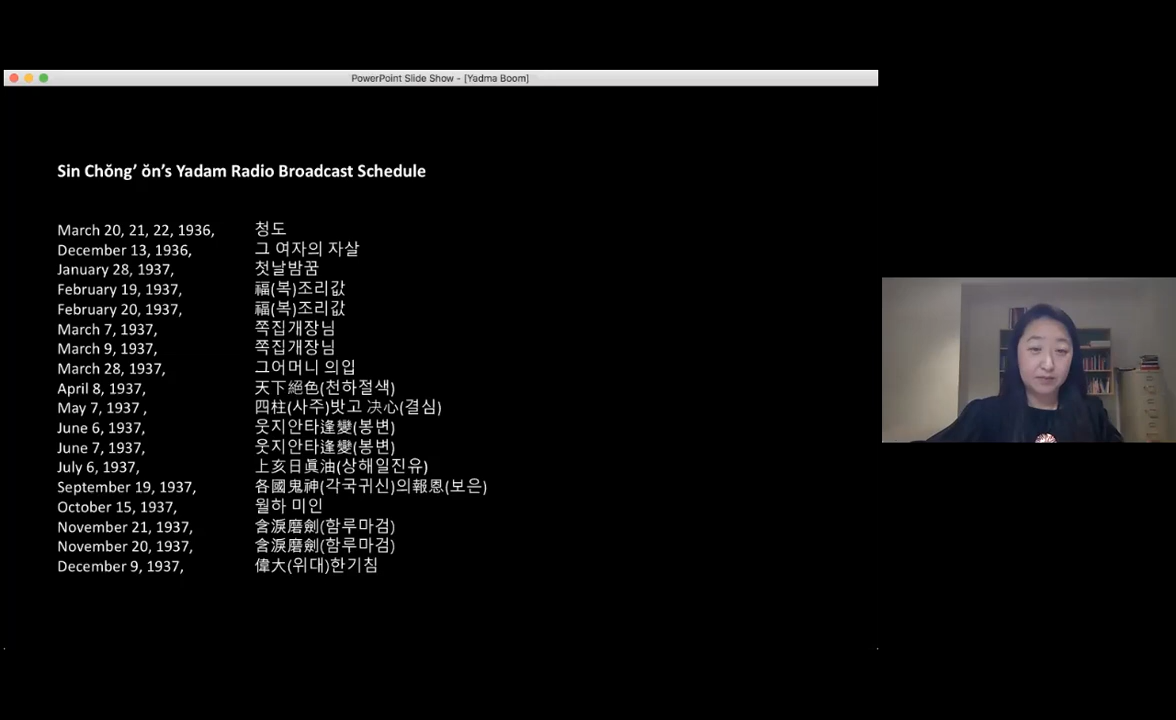 PowerPoint Slide Show - [Yadma Boom]
Sin Chŏng’ ŏn’s Yadam Radio Broadcast Schedule
March 20, 21, 22, 1936, 청도
December 13, 1936, 그 여자의 자살
January 28, 1937, 첫날밤꿈
February 19, 1937, 福(복)조리값
February 20, 1937, 福(복)조리값
March 7, 1937, 쪽집개장님
March 9, 1937, 쪽집개장님
March 28, 1937, 그어머니 의입
April 8, 1937, 天下絕色(천하절색)
May 7, 1937 , 四柱(사주)밧고 决心(결심)
June 6, 1937, 웃지안타逢變(봉변)
June 7, 1937, 웃지안타逢變(봉변)
July 6, 1937, 上亥日眞油(상해일진유)
September 19, 1937, 各國鬼神(각국귀신)의報恩(보은)
October 15, 1937, 월하 미인
November 21, 1937, 含淚磨劍(함루마검)
November 20, 1937, 含淚磨劍(함루마검)
December 9, 1937, 偉大(위대)한기침